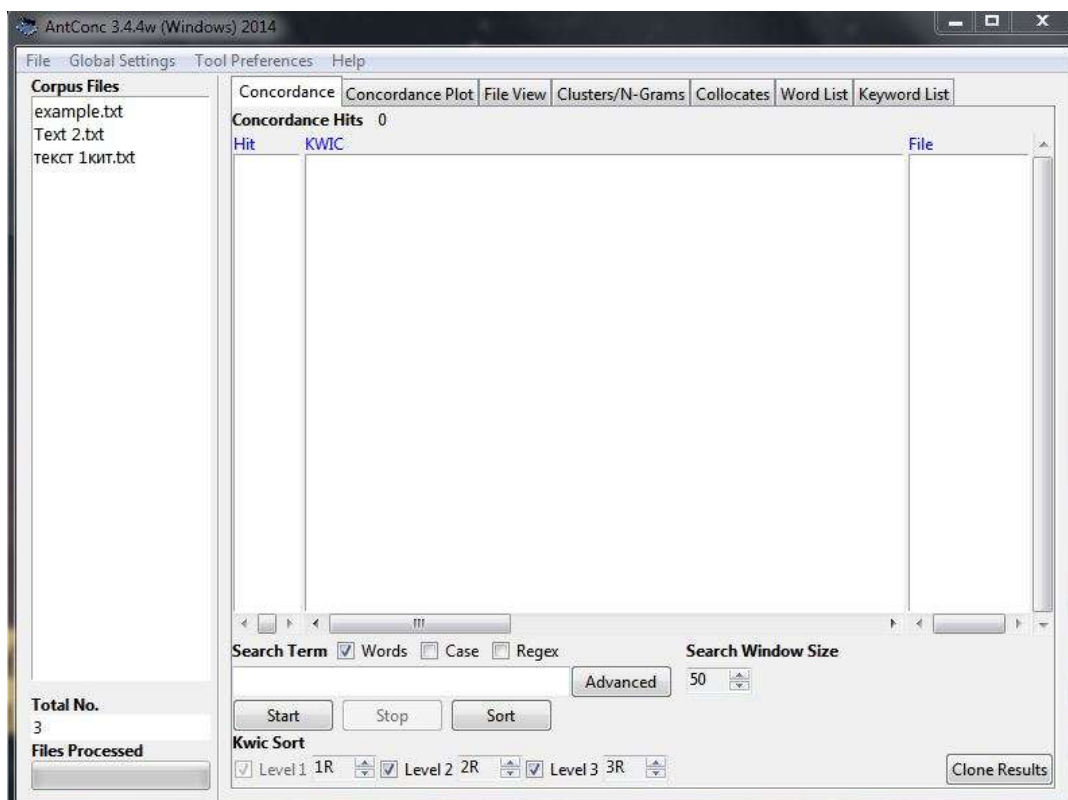 AntConc 3.4.4w (Windows) 2014
File Global Settings Tool Preferences Help
Corpus Files
example.txt
Text 2.txt
текст 1кит.txt
Total No.
3
Files Processed
Concordance Concordance Plot File View Clusters/N-Grams Collocates Word List Keyword List
Concordance Hits 0
Hit KWIC File
Search Term Words Case Regex Search Window Size
Advanced 50
Start Stop Sort
Kwic Sort
Level 1 1R Level 2 2R Level 3 3R Clone Results